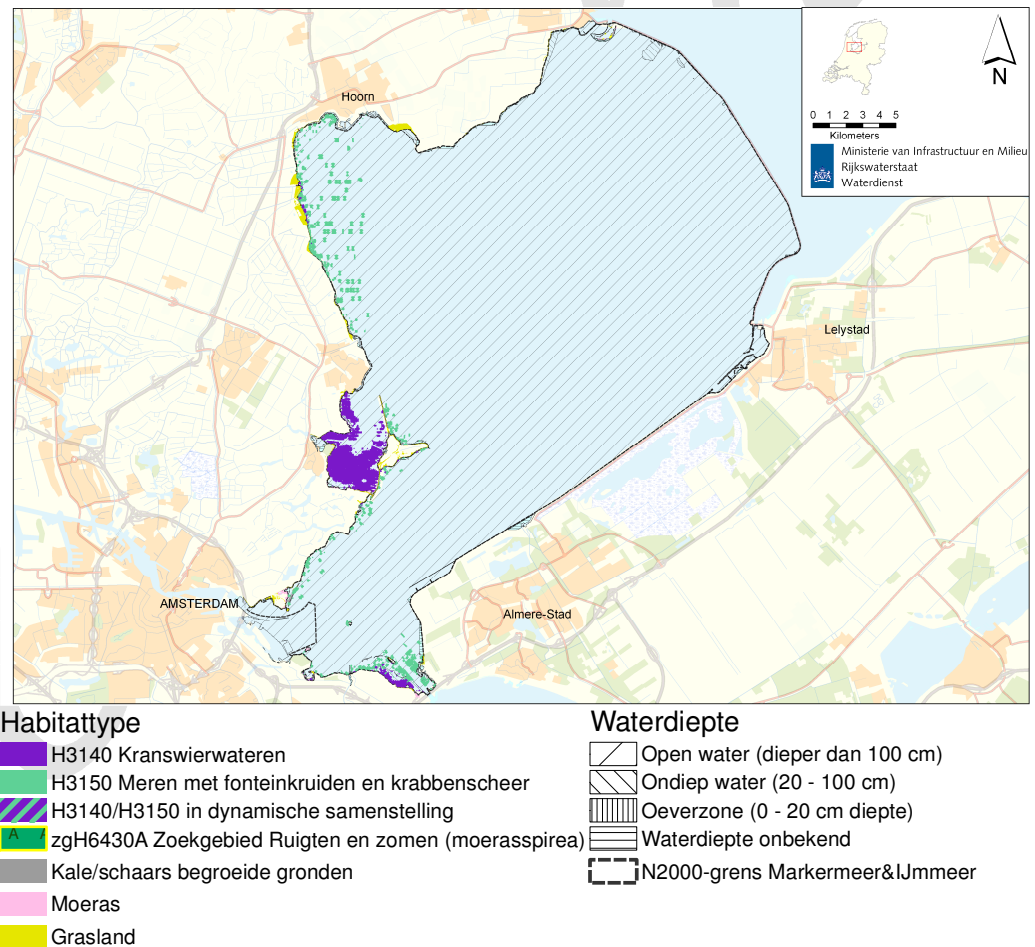 Hoorn
Lelystad
AMSTERDAM
Almere-Stad
N
0 1 2 3 4 5
Kilometers
Ministerie van Infrastructuur en Milieu
Rijkswaterstaat
Waterdienst
Habitattype
H3140 Kranswierwateren
H3150 Meren met fonteinkruiden en krabbenscheer
H3140/H3150 in dynamische samenstelling
zgH6430A Zoekgebied Ruigten en zomen (moerasspirea)
Kale/schaars begroeide gronden
Moeras
Grasland
Waterdiepte
Open water (dieper dan 100 cm)
Ondiep water (20 - 100 cm)
Oeverzone (0 - 20 cm diepte)
Waterdiepte onbekend
N2000-grens Markermeer&IJmmeer